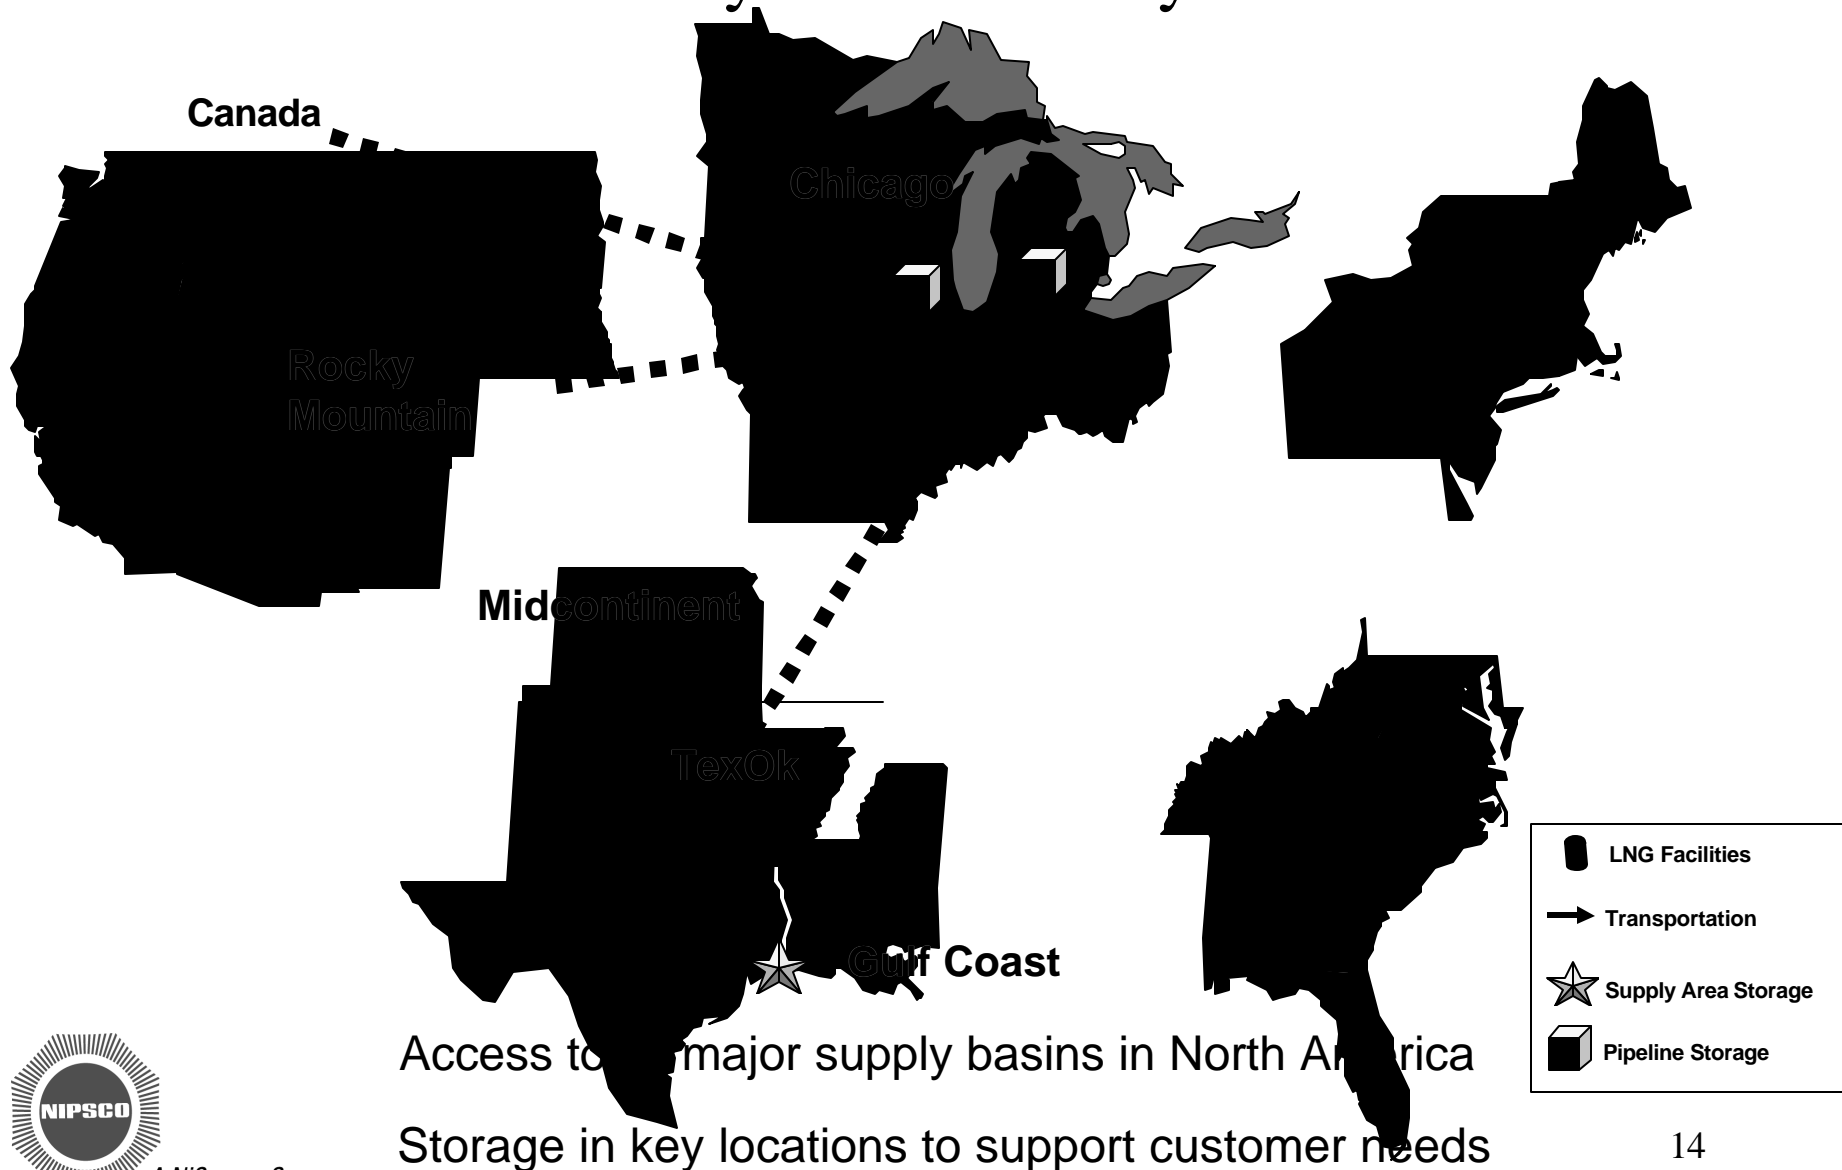 Canada
Chicago
Rocky
Mountain
Midcontinent
TexOk
Gulf Coast
LNG Facilities
Transportation
Supply Area Storage
Pipeline Storage
Access to major supply basins in North America
Storage in key locations to support customer needs
NIPSCO
14